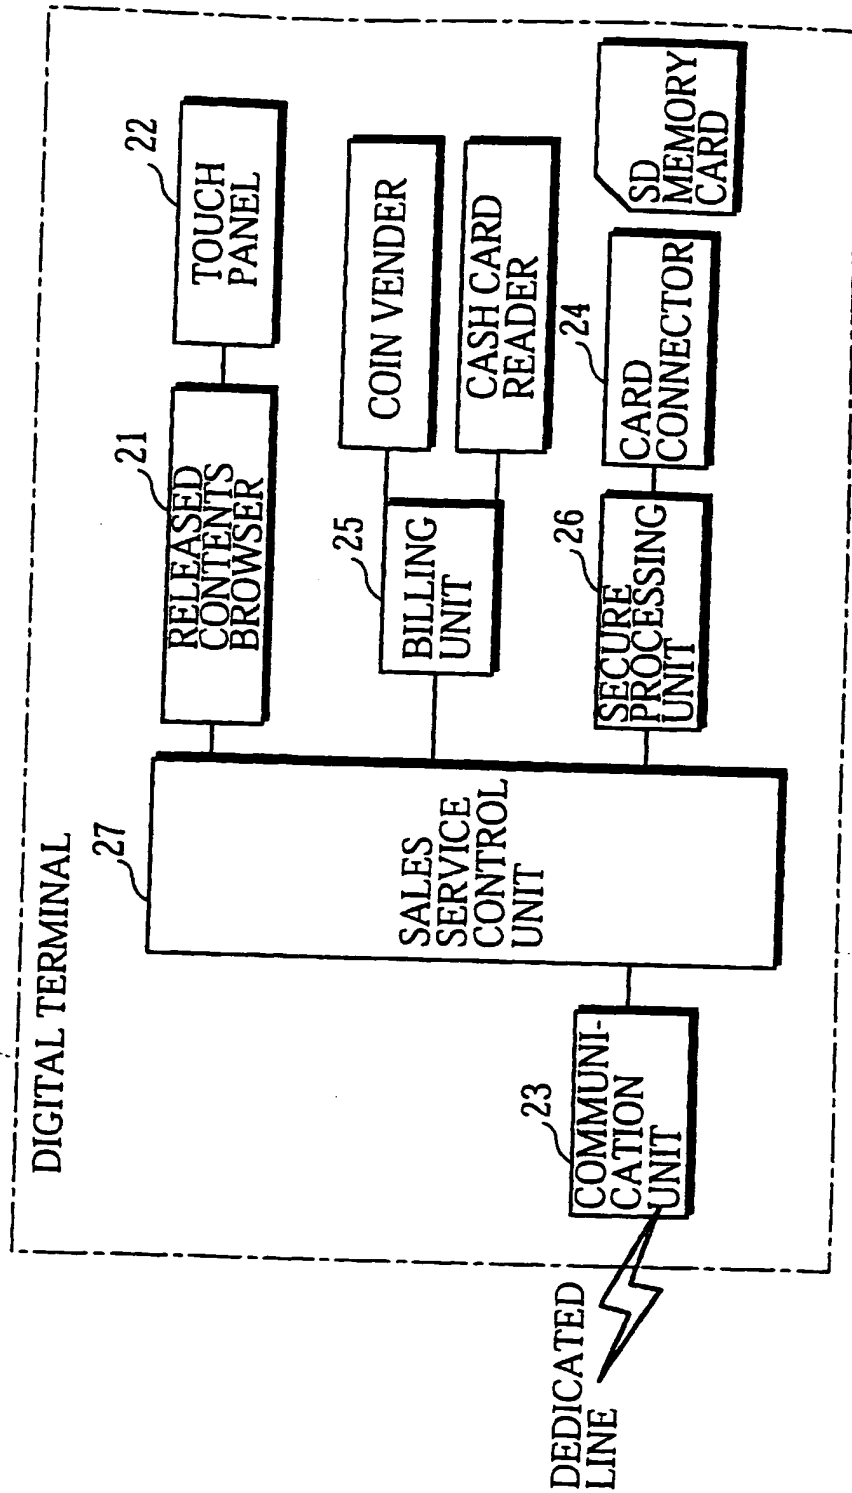 DIGITAL TERMINAL
27
SALES
SERVICE
CONTROL
UNIT
21
RELEASED
CONTENTS
BROWSER
22
TOUCH
PANEL
25
BILLING
UNIT
COIN VENDER
CASH CARD
READER
26
SECURE
PROCESSING
UNIT
24
CARD
CONNECTOR
SD
MEMORY
CARD
23
COMMUNI-
CATION
UNIT
DEDICATED
LINE